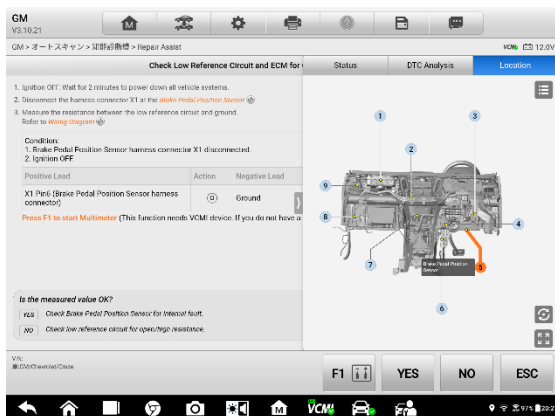 GM
V3.10.21
GM > オートスキャン > 知能診断機 > Repair Assist
VCMI 12.0V
Check Low Reference Circuit and ECM for
Status
DTC Analysis
Location
1. Ignition OFF. Wait for 2 minutes to power down all vehicle systems.
2. Disconnect the harness connector X1 at the Brake Pedal Position Sensor
3. Measure the resistance between the low reference circuit and ground.
Refer to Wiring Diagram
Condition:
1. Brake Pedal Position Sensor harness connector X1 disconnected.
2. Ignition OFF
Positive Lead
Action
Negative Lead
X1 Pin6 (Brake Pedal Position Sensor harness connector)
Ω
Ground
Press F1 to start Multimeter (This function needs VCMI device. If you do not have a
1
2
3
4
5
6
7
8
9
Brake Pedal Position
Sensor
Is the measured value OK?
YES Check Brake Pedal Position Sensor for internal fault.
NO Check low reference circuit for open/high resistance.
VIN:
車:GM/Chevrolet/Cruze
F1
YES
NO
ESC
M
VCMI
97%